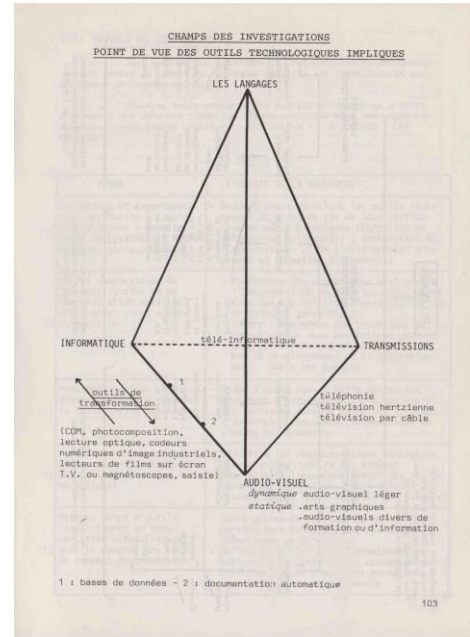 CHAMPS DES INVESTIGATIONS
POINT DE VUE DES OUTILS TECHNOLOGIQUES IMPLIQUES
LES LANGAGES
INFORMATIQUE
télé-informatique
TRANSMISSIONS
1
outils de
transformation
2
(COM, photocomposition,
lecture optique, codeurs
numériques d'image industriels,
lecteurs de films sur écran
T.V. ou magnétoscopes, saisie)
téléphonie
télévision hertzienne
télévision par câble
AUDIO-VISUEL
dynamique audio-visuel léger
statique .arts graphiques
.audio-visuels divers de
formation ou d'information
1 : bases de données - 2 : documentation automatique
103